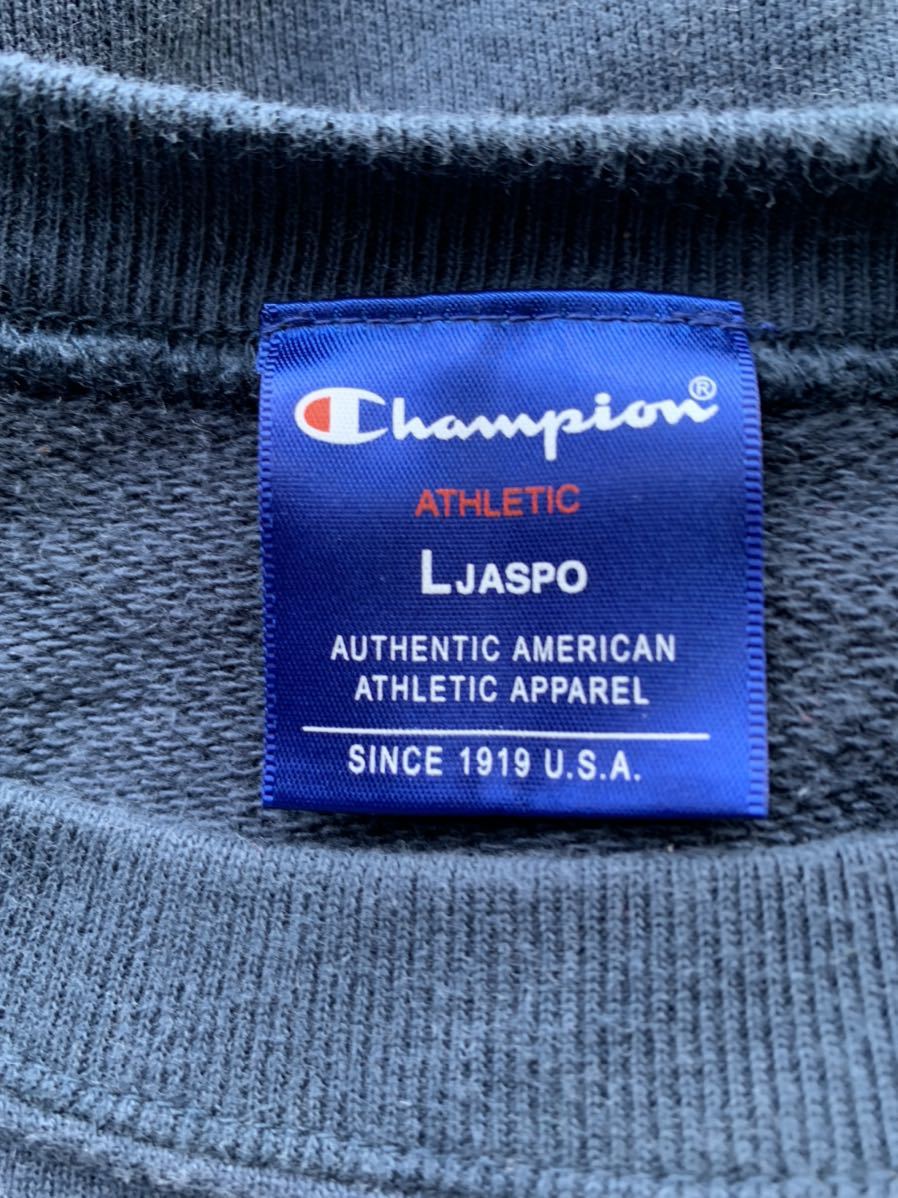 Champion®
ATHLETIC
L JASPO
AUTHENTIC AMERICAN
ATHLETIC APPAREL
SINCE 1919 U.S.A.